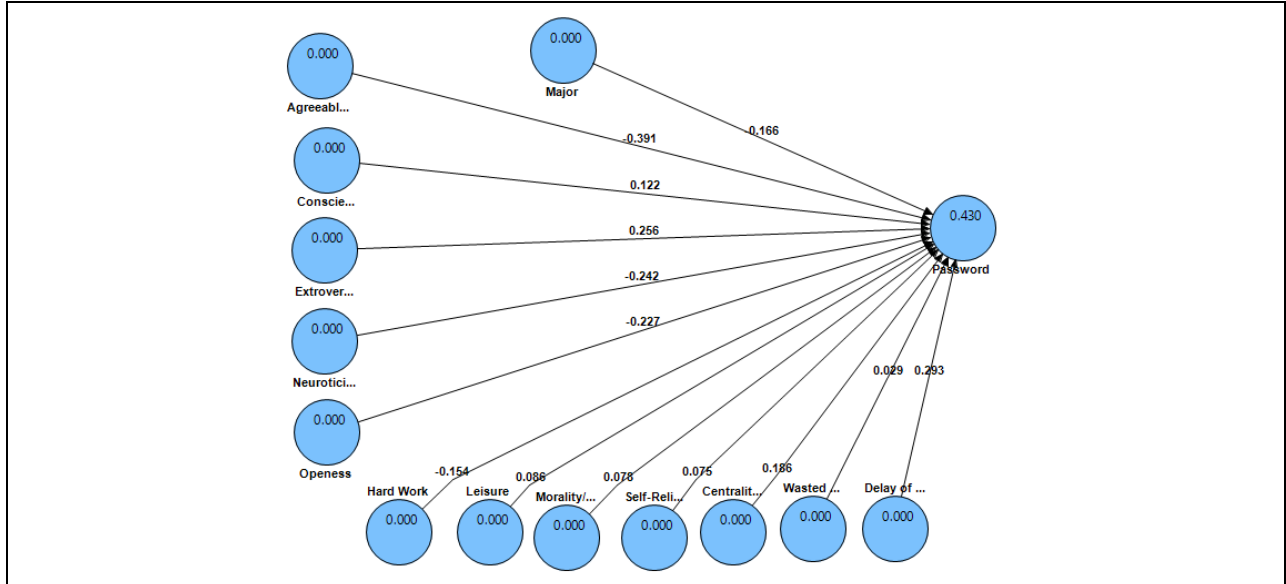 0.000
Agreeabl...
0.000
Major
-0.166
-0.391
0.000
Conscie...
0.122
0.430
Password
0.000
Extrover...
0.256
0.000
Neurotici...
-0.242
0.000
Openess
-0.227
Hard Work
-0.154
0.000
Leisure
0.086
0.000
Morality/...
0.078
0.000
Self-Reli...
0.075
0.000
Centralit...
0.186
0.000
Wasted ...
0.029
0.000
Delay of ...
0.293
0.000